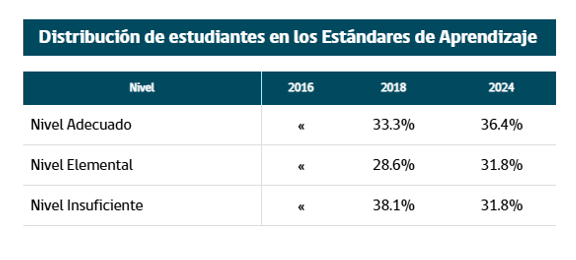 Distribución de estudiantes en los Estándares de Aprendizaje
Nivel 2016 2018 2024
Nivel Adecuado « 33.3% 36.4%
Nivel Elemental « 28.6% 31.8%
Nivel Insuficiente « 38.1% 31.8%